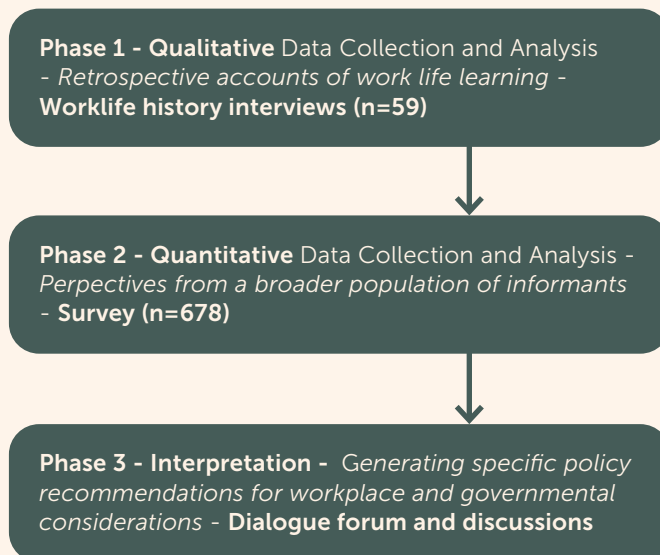 Phase 1 - Qualitative Data Collection and Analysis
- Retrospective accounts of work life learning -
Worklife history interviews (n=59)
Phase 2 - Quantitative Data Collection and Analysis -
Perpectives from a broader population of informants
- Survey (n=678)
Phase 3 - Interpretation - Generating specific policy
recommendations for workplace and governmental
considerations - Dialogue forum and discussions